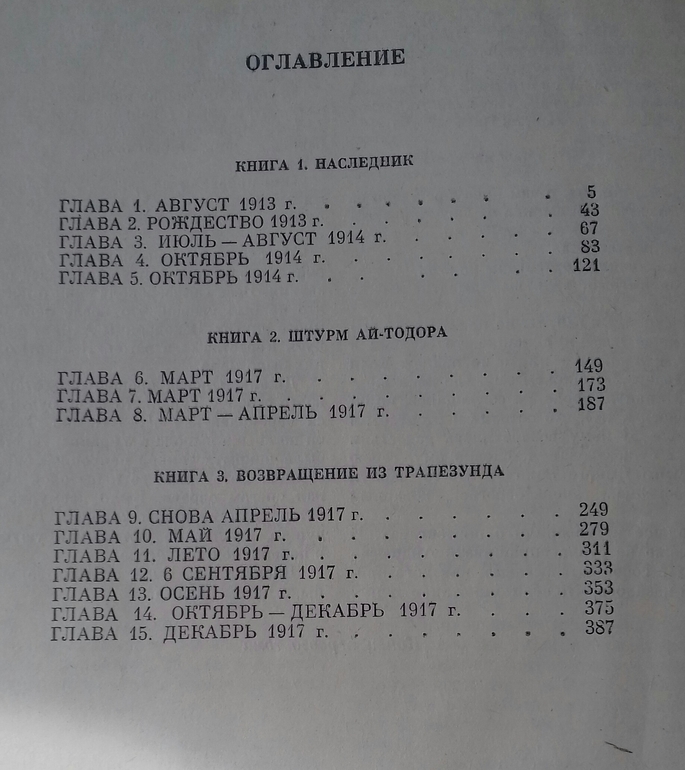 ОГЛАВЛЕНИЕ
КНИГА 1. НАСЛЕДНИК
ГЛАВА 1. АВГУСТ 1913 г. . . . . . . . 5
ГЛАВА 2. РОЖДЕСТВО 1913 г. . . . . . 43
ГЛАВА 3. ИЮЛЬ — АВГУСТ 1914 г. . . . . . 67
ГЛАВА 4. ОКТЯБРЬ 1914 г. . . . . . . . 83
ГЛАВА 5. ОКТЯБРЬ 1914 г. . . . . . . 121
КНИГА 2. ШТУРМ АЙ-ТОДОРА
ГЛАВА 6. МАРТ 1917 г. . . . . . . . . 149
ГЛАВА 7. МАРТ 1917 г. . . . . . . . . 173
ГЛАВА 8. МАРТ — АПРЕЛЬ 1917 г. . . . . . 187
КНИГА 3. ВОЗВРАЩЕНИЕ ИЗ ТРАПЕЗУНДА
ГЛАВА 9. СНОВА АПРЕЛЬ 1917 г. . . . . . . 249
ГЛАВА 10. МАЙ 1917 г. . . . . . . . 279
ГЛАВА 11. ЛЕТО 1917 г. . . . . . . . 311
ГЛАВА 12. 6 СЕНТЯБРЯ 1917 г. . . . . . . 333
ГЛАВА 13. ОСЕНЬ 1917 г. . . . . . . . 353
ГЛАВА 14. ОКТЯБРЬ — ДЕКАБРЬ 1917 г. . . . 375
ГЛАВА 15. ДЕКАБРЬ 1917 г. . . . . . . . 387